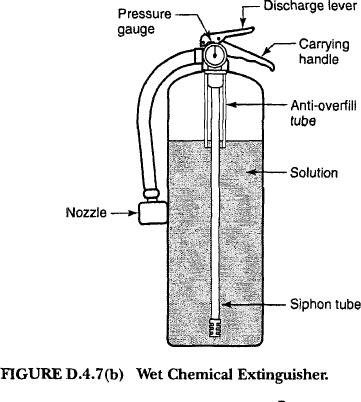 Discharge lever
Pressure
gauge
Carrying
handle
Anti-overfill
tube
Solution
Nozzle
Siphon tube
FIGURE D.4.7(b) Wet Chemical Extinguisher.